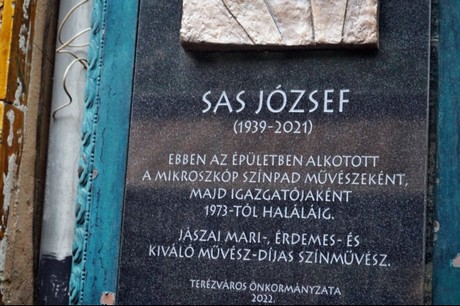 SAS JÓZSEF
(1939-2021)
EBBEN AZ ÉPÜLETBEN ALKOTOTT
A MIKROSZKÓP SZÍNPAD MŰVÉSZEKÉNT,
MAJD IGAZGATÓJAKÉNT
1973-TÓL HALÁLÁIG.
JÁSZAI MARI-, ÉRDEMES- ÉS
KIVÁLÓ MŰVÉSZ-DÍJAS SZÍNMŰVÉSZ.
TERÉZVÁROS ÖNKORMÁNYZATA
2022.